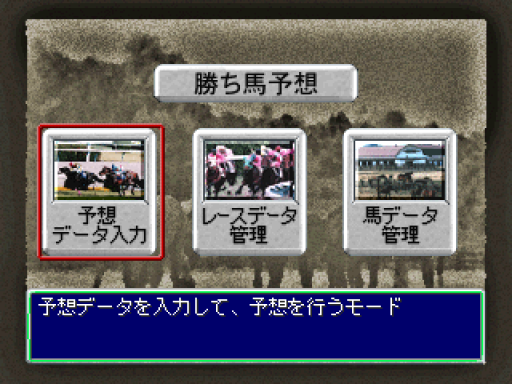 勝ち馬予想
予想
データ入力
レースデータ
管理
馬データ
管理
予想データを入力して、予想を行うモード